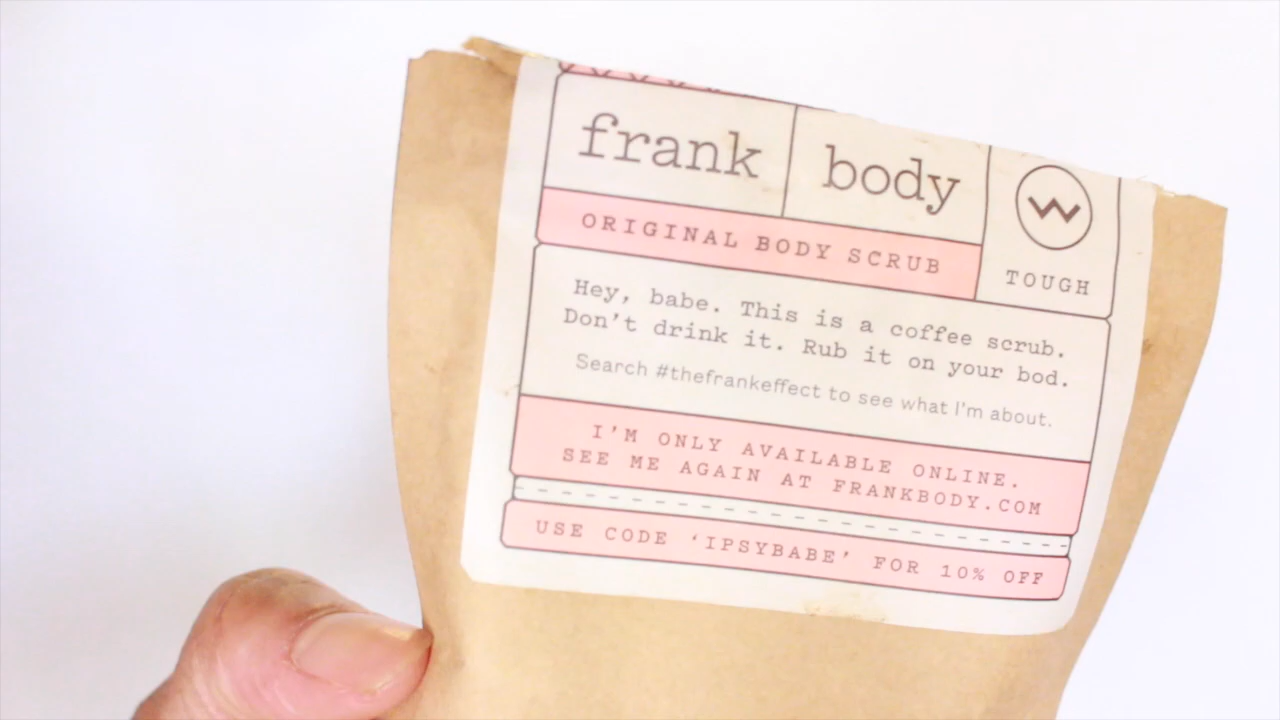 frank body
ORIGINAL BODY SCRUB
TOUGH
Hey, babe. This is a coffee scrub.
Don't drink it. Rub it on your bod.
Search #thefrankeffect to see what I'm about.
I'M ONLY AVAILABLE ONLINE.
SEE ME AGAIN AT FRANKBODY.COM
USE CODE ‘IPSYBABE’ FOR 10% OFF